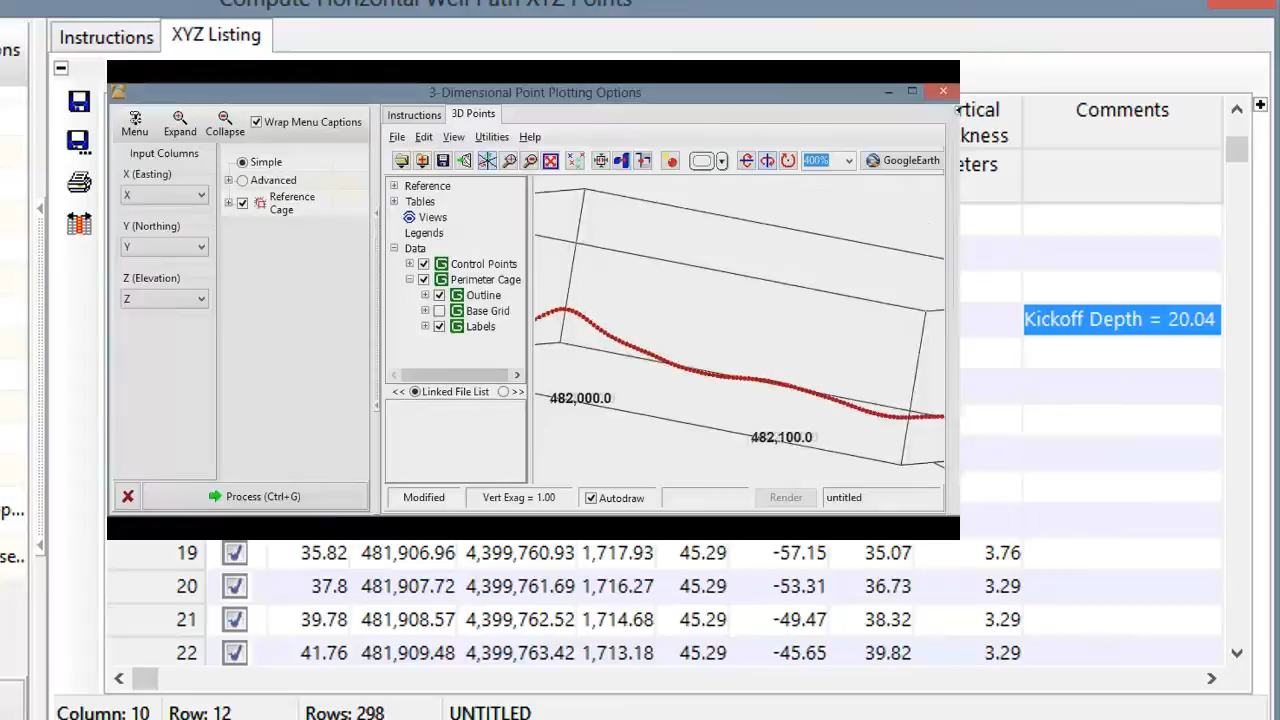 Compute Horizontal Well Path XYZ Points
Instructions
XYZ Listing
3-Dimensional Point Plotting Options
Menu
Expand
Collapse
Wrap Menu Captions
Input Columns
X (Easting)
X
Y (Northing)
Y
Z (Elevation)
Z
Simple
Advanced
Reference
Cage
Process (Ctrl+G)
Instructions
3D Points
File Edit View Utilities Help
400%
GoogleEarth
Reference
Tables
Views
Legends
Data
Control Points
Perimeter Cage
Outline
Base Grid
Labels
<< Linked File List >>
482,000.0
482,100.0
Modified
Vert Exag = 1.00
Autodraw
Render
untitled
Comments
Kickoff Depth = 20.04
19 35.82 481,906.96 4,399,760.93 1,717.93 45.29 -57.15 35.07 3.76
20 37.8 481,907.72 4,399,761.69 1,716.27 45.29 -53.31 36.73 3.29
21 39.78 481,908.57 4,399,762.52 1,714.68 45.29 -49.47 38.32 3.29
22 41.76 481,909.48 4,399,763.42 1,713.18 45.29 -45.65 39.82 3.29
Column: 10 Row: 12 Rows: 298 UNTITLED